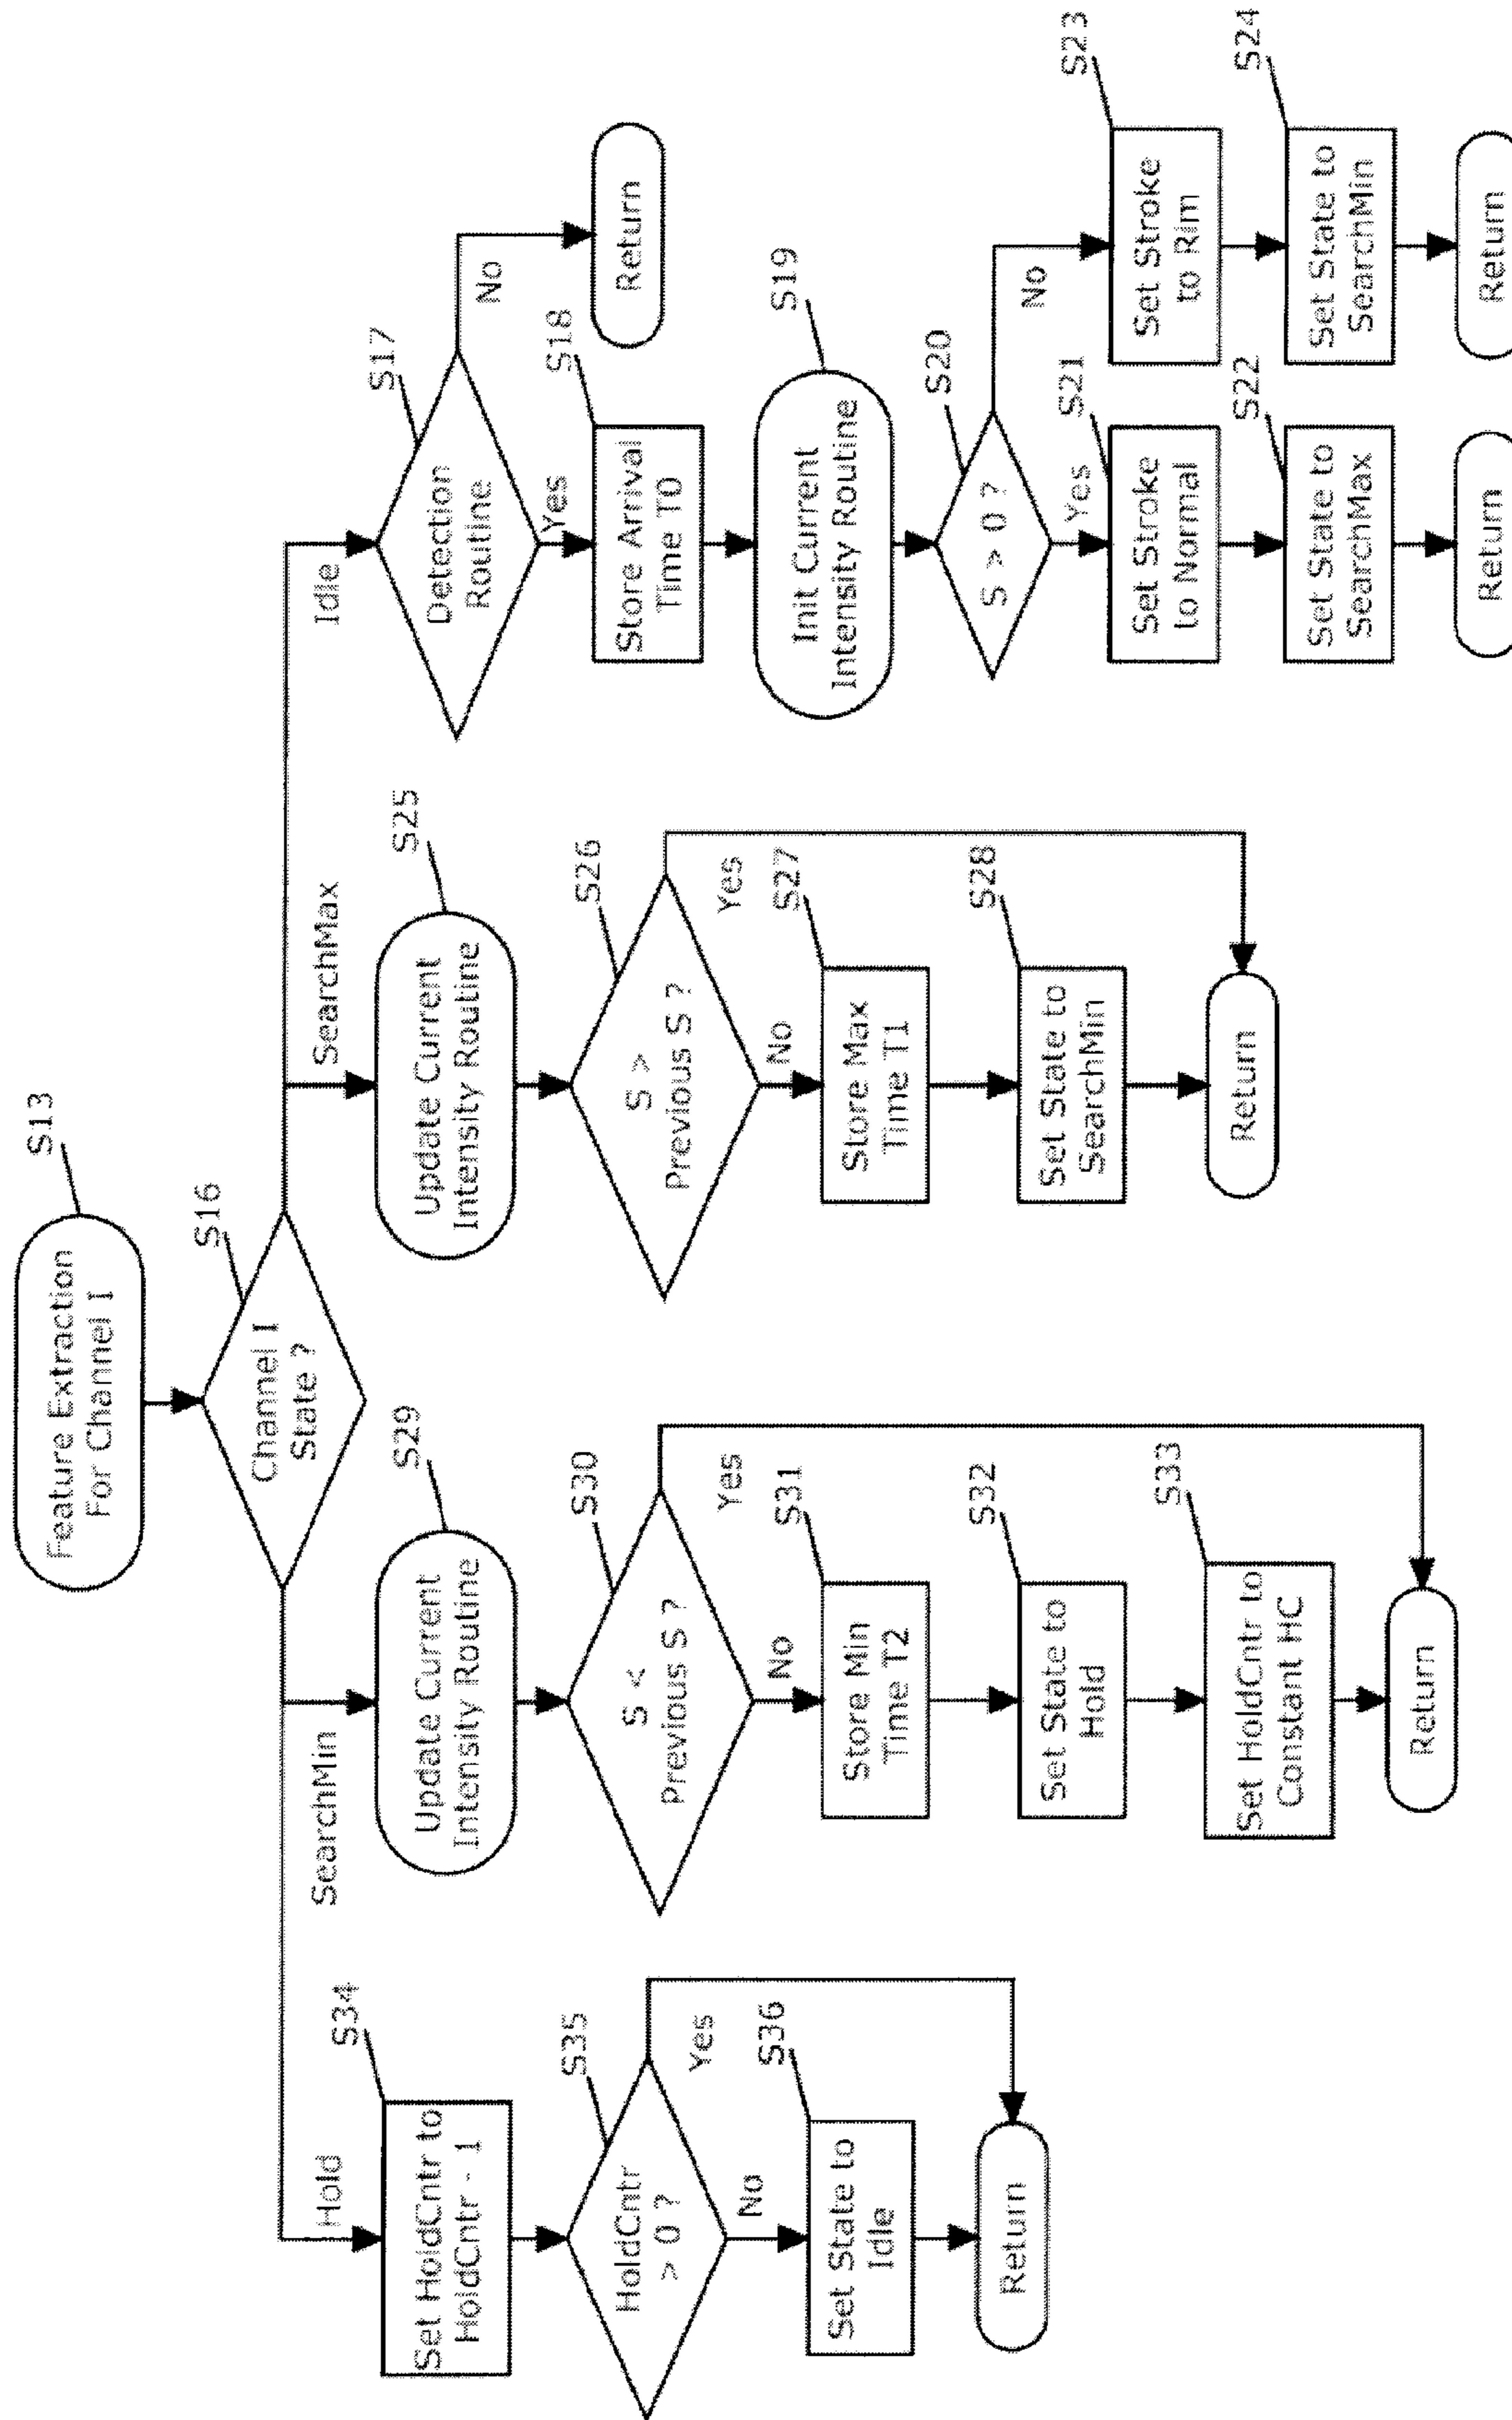 S13
Feature Extraction
For Channel I
S16
Channel I
State ?
Hold
SearchMin
SearchMax
Idle
S34
Set HoldCntr to
HoldCntr - 1
S35
HoldCntr
> 0 ?
Yes
No
S36
Set State to
Idle
Return
S29
Update Current
Intensity Routine
S30
S <
Previous S ?
Yes
No
S31
Store Min
Time T2
S32
Set State to
Hold
S33
Set HoldCntr to
Constant HC
Return
S25
Update Current
Intensity Routine
S26
S >
Previous S ?
Yes
No
S27
Store Max
Time T1
S28
Set State to
SearchMin
Return
S17
Detection
Routine
No
Return
Yes
S18
Store Arrival
Time T0
S19
Init Current
Intensity Routine
S20
S > 0 ?
Yes
No
S21
Set Stroke
to Normal
S22
Set State to
SearchMax
Return
S23
Set Stroke
to Rim
S24
Set State to
SearchMin
Return